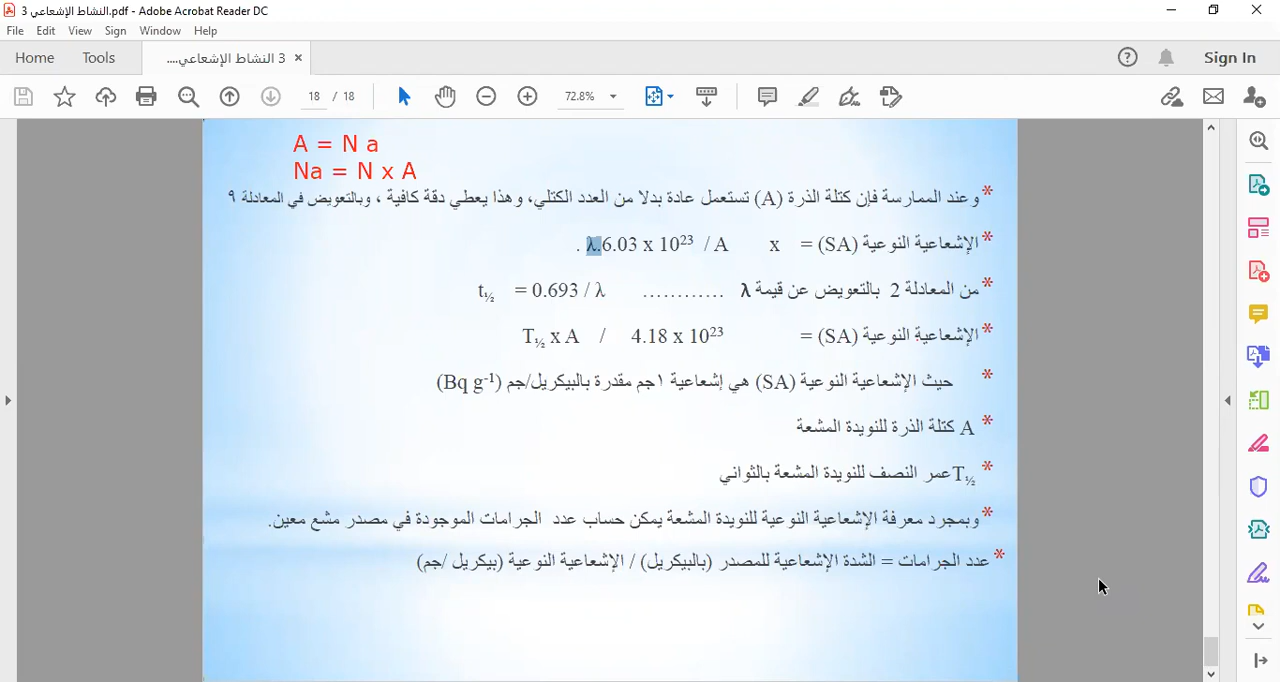 3 النشاط الإشعاعي.pdf - Adobe Acrobat Reader DC
File Edit View Sign Window Help
Home Tools 3 النشاط الإشعاعي.... × Sign In
18 / 18 72.8%
A = N a
Na = N x A
*وعند الممارسة فإن كتلة الذرة (A) تستعمل عادة بدلا من العدد الكتلي، وهذا يعطي دقة كافية ، وبالتعويض في المعادلة ٩
*الإشعاعية النوعية (SA) = x λ.6.03 x 10²³ / A .
*من المعادلة 2 بالتعويض عن قيمة λ ............ t½ = 0.693 / λ
*الإشعاعية النوعية (SA) = 4.18 x 10²³ / T½ x A
* حيث الإشعاعية النوعية (SA) هي إشعاعية ١جم مقدرة بالبيكريل/جم (Bq g⁻¹)
* A كتلة الذرة للنويدة المشعة
* T½عمر النصف للنويدة المشعة بالثواني
*وبمجرد معرفة الإشعاعية النوعية للنويدة المشعة يمكن حساب عدد الجرامات الموجودة في مصدر مشع معين.
*عدد الجرامات = الشدة الإشعاعية للمصدر (بالبيكريل) / الإشعاعية النوعية (بيكريل /جم)